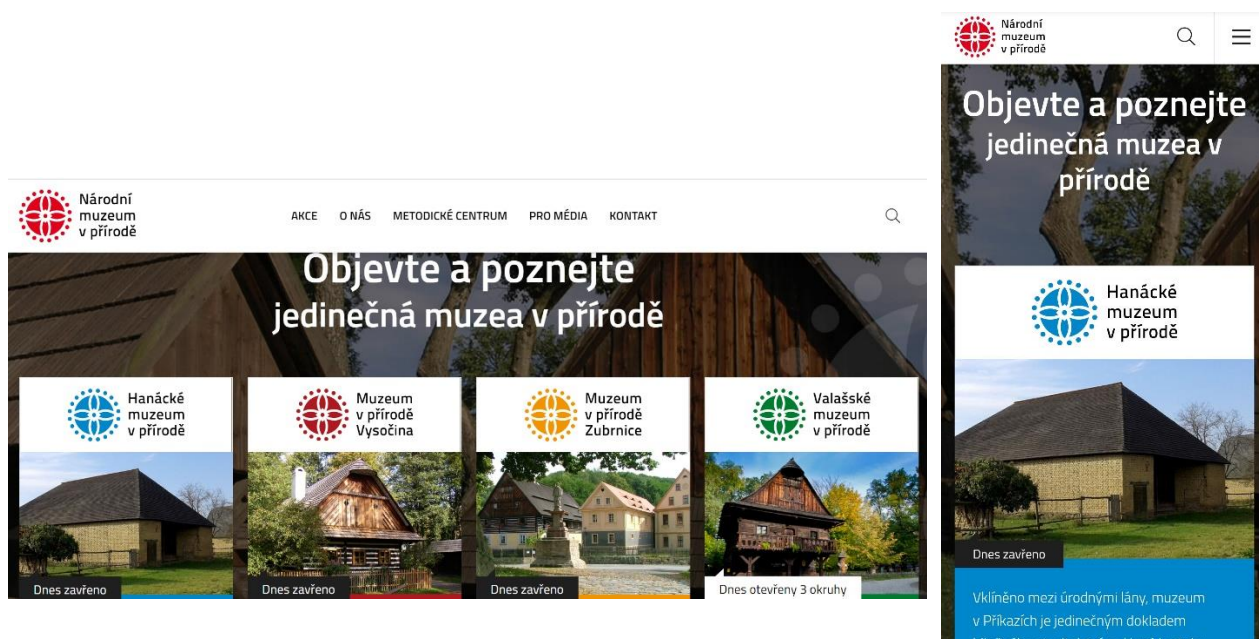 Národní
muzeum
v přírodě
AKCE O NÁS METODICKÉ CENTRUM PRO MÉDIA KONTAKT
Objevte a poznejte
jedinečná muzea v přírodě
Hanácké
muzeum
v přírodě
Dnes zavřeno
Muzeum
v přírodě
Vysočina
Dnes zavřeno
Muzeum
v přírodě
Zubrnice
Dnes zavřeno
Valašské
muzeum
v přírodě
Dnes otevřeny 3 okruhy
Národní
muzeum
v přírodě
Objevte a poznejte
jedinečná muzea v
přírodě
Hanácké
muzeum
v přírodě
Dnes zavřeno
Vklíněno mezi úrodnými lány, muzeum
v Příkazích je jedinečným dokladem